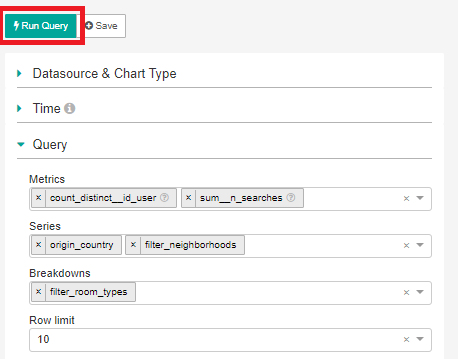 Run Query Save
Datasource & Chart Type
Time
Query
Metrics
× count_distinct__id_user × sum__n_searches ×
Series
× origin_country × filter_neighborhoods ×
Breakdowns
× filter_room_types ×
Row limit
10 ×